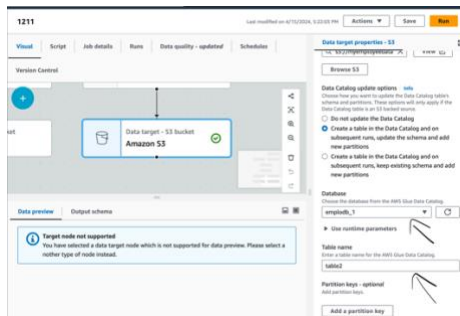 1211
Last modified on 4/15/2024, 5:22:03 PM
Actions
Save
Run
Visual
Script
Job details
Runs
Data quality - updated
Schedules
Version Control
Data target - S3 bucket
Amazon S3
Data preview
Output schema
Target node not supported
You have selected a data target node which is not supported for data preview. Please select a
nother type of node instead.
Data target properties - S3
Browse S3
Data Catalog update options Info
Choose how you want to update the Data Catalog table's
schema and partitions. These options will only apply if the
Data Catalog table is an S3 backed source.
Do not update the Data Catalog
Create a table in the Data Catalog and on
subsequent runs, update the schema and add
new partitions
Create a table in the Data Catalog and on
subsequent runs, keep existing schema and add
new partitions
Database
Choose the database from the AWS Glue Data Catalog.
empladb_1
Use runtime parameters
Table name
Enter a table name for the AWS Glue Data Catalog.
table2
Partition keys - optional
Add partition keys.
Add a partition key